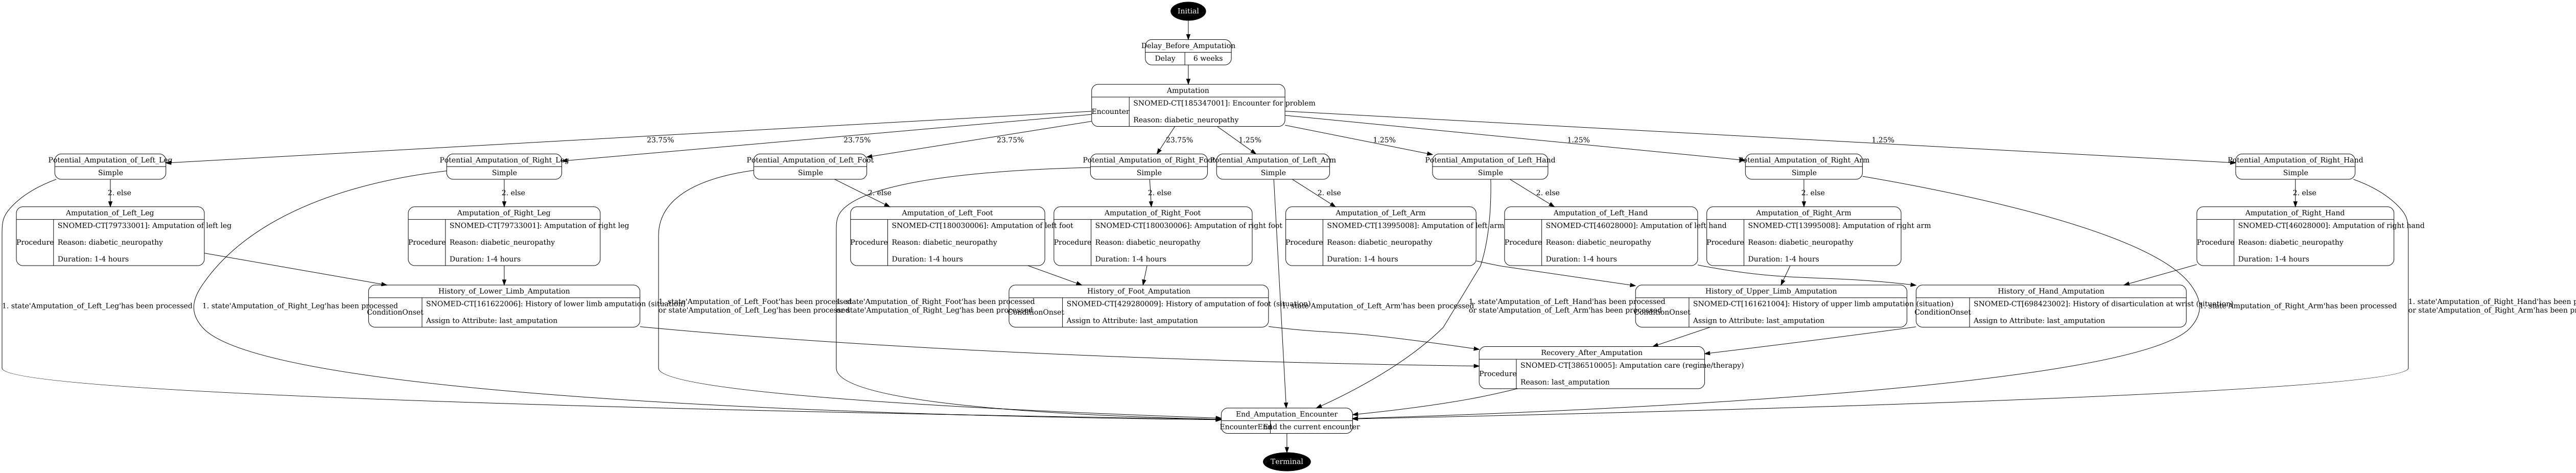 Initial
Delay_Before_Amputation
Delay 6 weeks
Amputation
Encounter
SNOMED-CT[185347001]: Encounter for problem
Reason: diabetic_neuropathy
23.75%
23.75%
23.75%
23.75%
1.25%
1.25%
1.25%
1.25%
Potential_Amputation_of_Left_Leg
Simple
Potential_Amputation_of_Right_Leg
Simple
Potential_Amputation_of_Left_Foot
Simple
Potential_Amputation_of_Right_Foot
Simple
Potential_Amputation_of_Left_Arm
Simple
Potential_Amputation_of_Left_Hand
Simple
Potential_Amputation_of_Right_Arm
Simple
Potential_Amputation_of_Right_Hand
Simple
2. else
2. else
2. else
2. else
2. else
2. else
2. else
2. else
Amputation_of_Left_Leg
Procedure
SNOMED-CT[79733001]: Amputation of left leg
Reason: diabetic_neuropathy
Duration: 1-4 hours
Amputation_of_Right_Leg
Procedure
SNOMED-CT[79733001]: Amputation of right leg
Reason: diabetic_neuropathy
Duration: 1-4 hours
Amputation_of_Left_Foot
Procedure
SNOMED-CT[180030006]: Amputation of left foot
Reason: diabetic_neuropathy
Duration: 1-4 hours
Amputation_of_Right_Foot
Procedure
SNOMED-CT[180030006]: Amputation of right foot
Reason: diabetic_neuropathy
Duration: 1-4 hours
Amputation_of_Left_Arm
Procedure
SNOMED-CT[13995008]: Amputation of left arm
Reason: diabetic_neuropathy
Duration: 1-4 hours
Amputation_of_Left_Hand
Procedure
SNOMED-CT[46028000]: Amputation of left hand
Reason: diabetic_neuropathy
Duration: 1-4 hours
Amputation_of_Right_Arm
Procedure
SNOMED-CT[13995008]: Amputation of right arm
Reason: diabetic_neuropathy
Duration: 1-4 hours
Amputation_of_Right_Hand
Procedure
SNOMED-CT[46028000]: Amputation of right hand
Reason: diabetic_neuropathy
Duration: 1-4 hours
1. state'Amputation_of_Left_Leg'has been processed
1. state'Amputation_of_Right_Leg'has been processed
History_of_Lower_Limb_Amputation
ConditionOnset
SNOMED-CT[161622006]: History of lower limb amputation (situation)
Assign to Attribute: last_amputation
1. state'Amputation_of_Left_Foot'has been processed
or state'Amputation_of_Left_Leg'has been processed
1. state'Amputation_of_Right_Foot'has been processed
or state'Amputation_of_Right_Leg'has been processed
History_of_Foot_Amputation
ConditionOnset
SNOMED-CT[429280009]: History of amputation of foot (situation)
Assign to Attribute: last_amputation
1. state'Amputation_of_Left_Arm'has been processed
1. state'Amputation_of_Left_Hand'has been processed
or state'Amputation_of_Left_Arm'has been processed
History_of_Upper_Limb_Amputation
ConditionOnset
SNOMED-CT[161621004]: History of upper limb amputation (situation)
Assign to Attribute: last_amputation
History_of_Hand_Amputation
ConditionOnset
SNOMED-CT[698423002]: History of disarticulation at wrist (situation)
Assign to Attribute: last_amputation
1. state'Amputation_of_Right_Arm'has been processed
1. state'Amputation_of_Right_Hand'has been p
or state'Amputation_of_Right_Arm'has been p
Recovery_After_Amputation
Procedure
SNOMED-CT[386510005]: Amputation care (regime/therapy)
Reason: last_amputation
End_Amputation_Encounter
EncounterEnd End the current encounter
Terminal